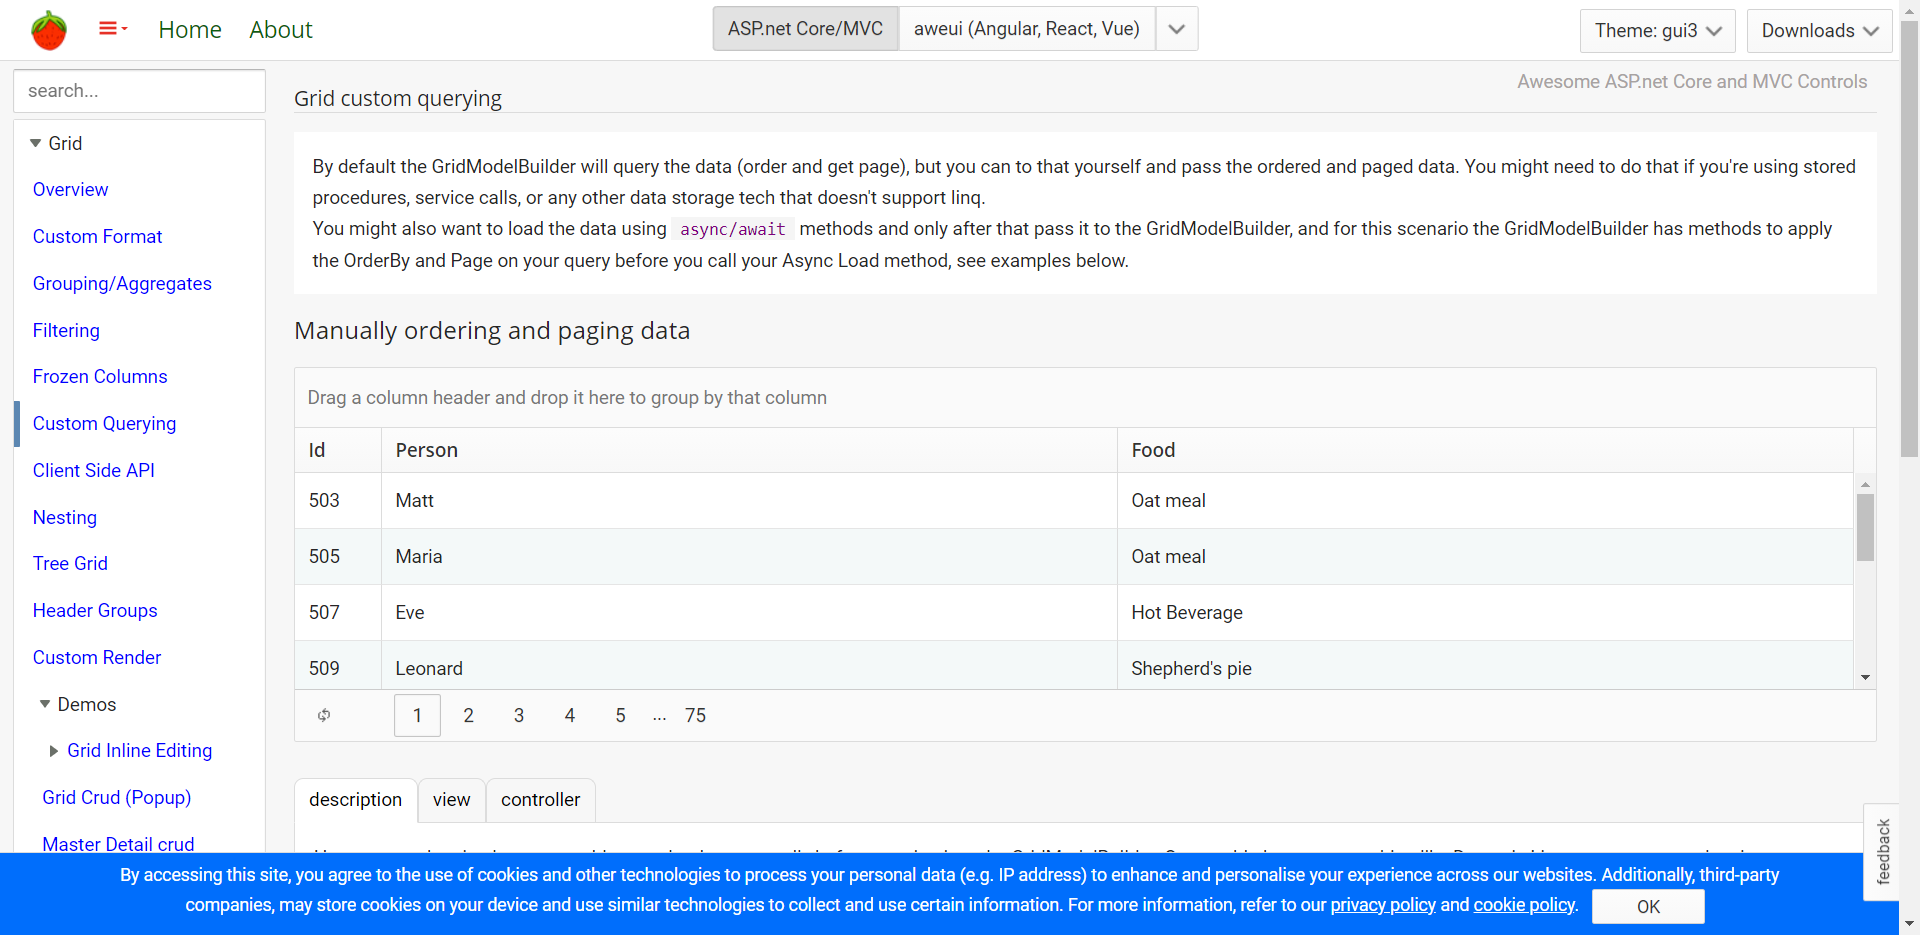 Home
About
ASP.net Core/MVC
aweui (Angular, React, Vue)
Theme: gui3
Downloads
search...
Grid
Overview
Custom Format
Grouping/Aggregates
Filtering
Frozen Columns
Custom Querying
Client Side API
Nesting
Tree Grid
Header Groups
Custom Render
Demos
Grid Inline Editing
Grid Crud (Popup)
Master Detail crud
Awesome ASP.net Core and MVC Controls
Grid custom querying
By default the GridModelBuilder will query the data (order and get page), but you can to that yourself and pass the ordered and paged data. You might need to do that if you're using stored
procedures, service calls, or any other data storage tech that doesn't support linq.
You might also want to load the data using async/await methods and only after that pass it to the GridModelBuilder, and for this scenario the GridModelBuilder has methods to apply
the OrderBy and Page on your query before you call your Async Load method, see examples below.
Manually ordering and paging data
Drag a column header and drop it here to group by that column
Id Person Food
503 Matt Oat meal
505 Maria Oat meal
507 Eve Hot Beverage
509 Leonard Shepherd's pie
1 2 3 4 5 ... 75
description view controller
feedback
By accessing this site, you agree to the use of cookies and other technologies to process your personal data (e.g. IP address) to enhance and personalise your experience across our websites. Additionally, third-party
companies, may store cookies on your device and use similar technologies to collect and use certain information. For more information, refer to our privacy policy and cookie policy.
OK